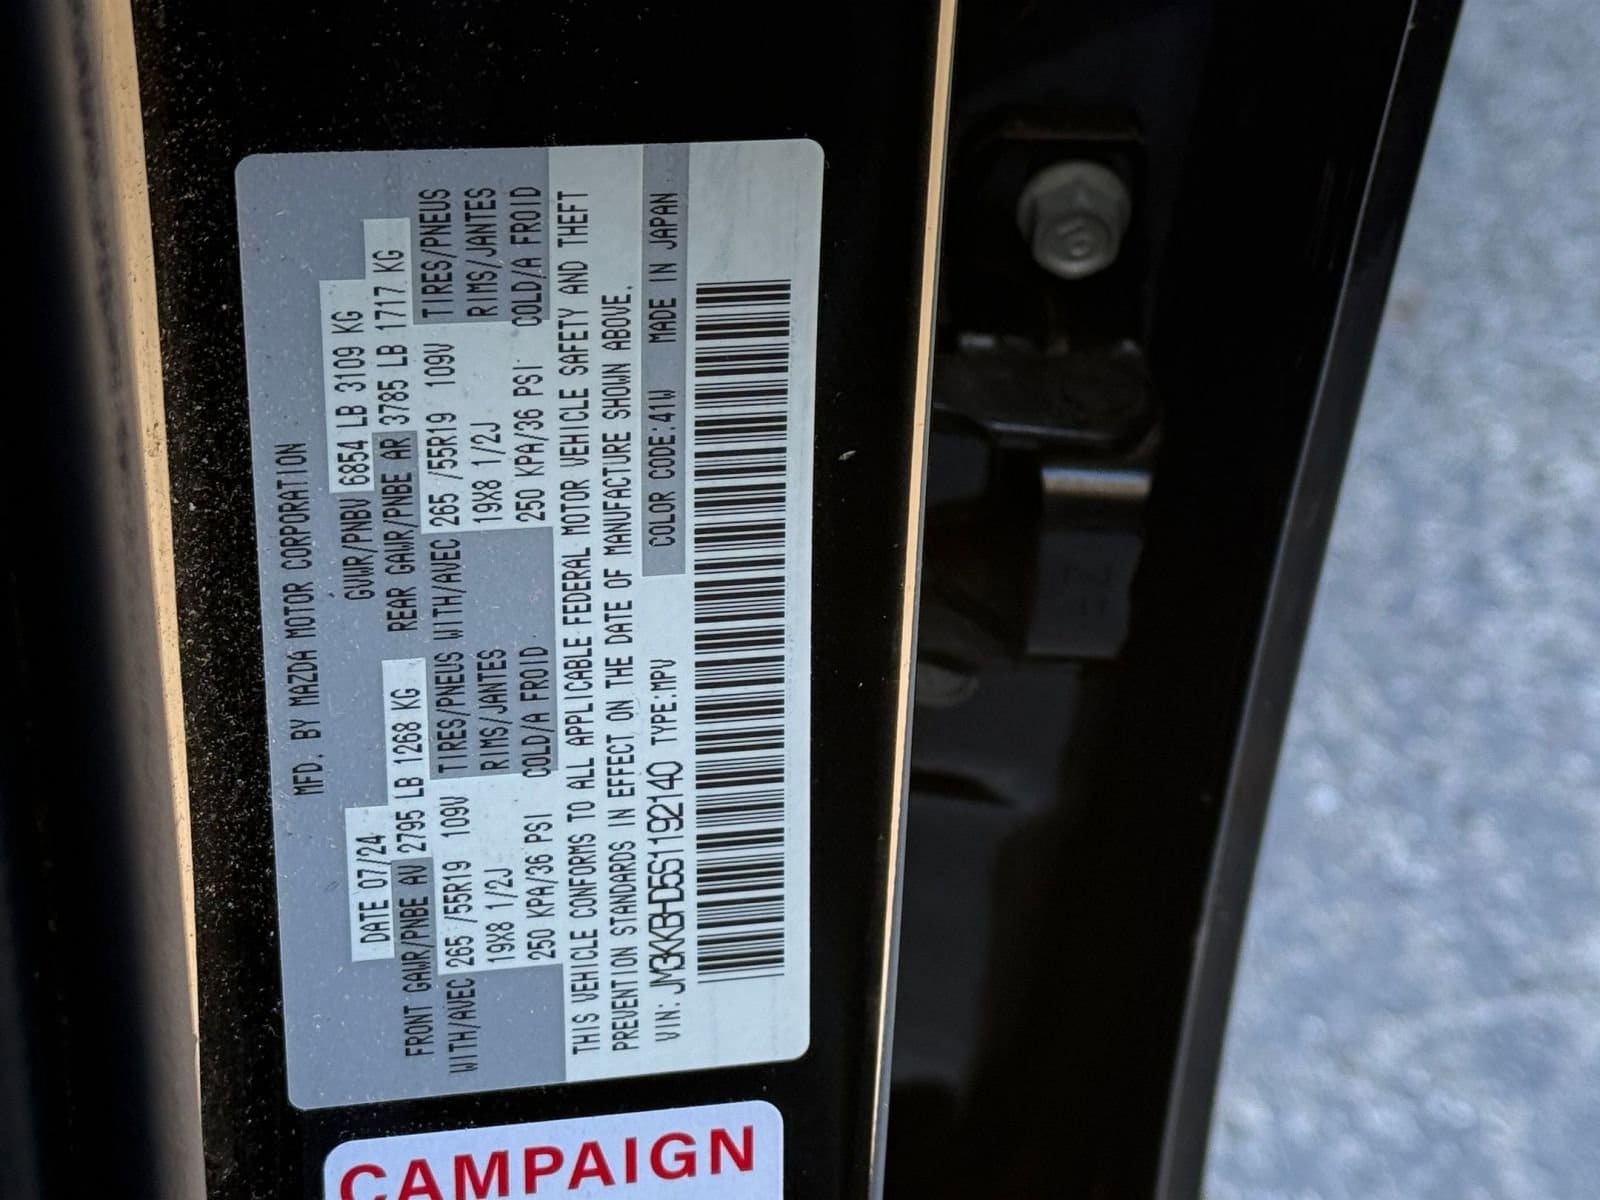 MFD. BY MAZDA MOTOR CORPORATION
DATE 07/24 GVWR/PNBV 6854 LB 3109 KG
FRONT GAWR/PNBE AV 2795 LB 1268 KG REAR GAWR/PNBE AR 3785 LB 1717 KG
WITH/AVEC 265 /55R19 109V TIRES/PNEUS WITH/AVEC 265 /55R19 109V TIRES/PNEUS
19X8 1/2J RIMS/JANTES 19X8 1/2J RIMS/JANTES
250 KPA/36 PSI COLD/A FROID 250 KPA/36 PSI COLD/A FROID
THIS VEHICLE CONFORMS TO ALL APPLICABLE FEDERAL MOTOR VEHICLE SAFETY AND THEFT
PREVENTION STANDARDS IN EFFECT ON THE DATE OF MANUFACTURE SHOWN ABOVE.
VIN: JM3KKBHD5S1192140 TYPE:MPV COLOR CODE:41W MADE IN JAPAN
CAMPAIGN